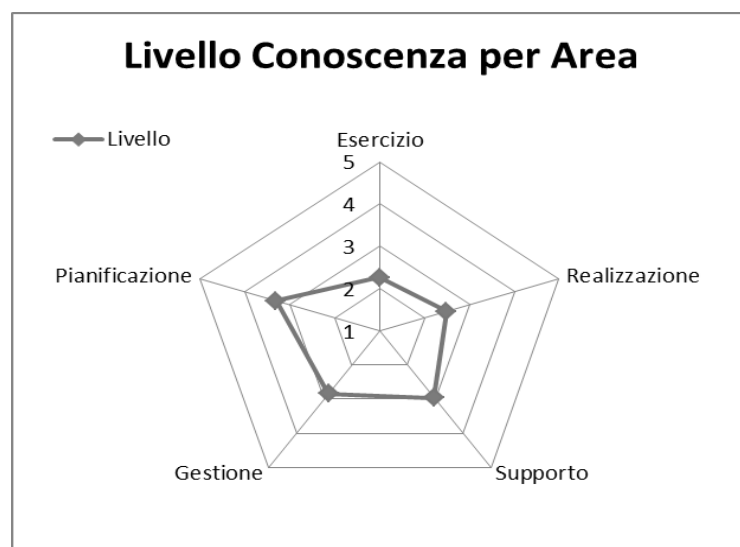 Livello Conoscenza per Area
Livello
Esercizio
5
4
3
2
1
Pianificazione
Realizzazione
Gestione
Supporto